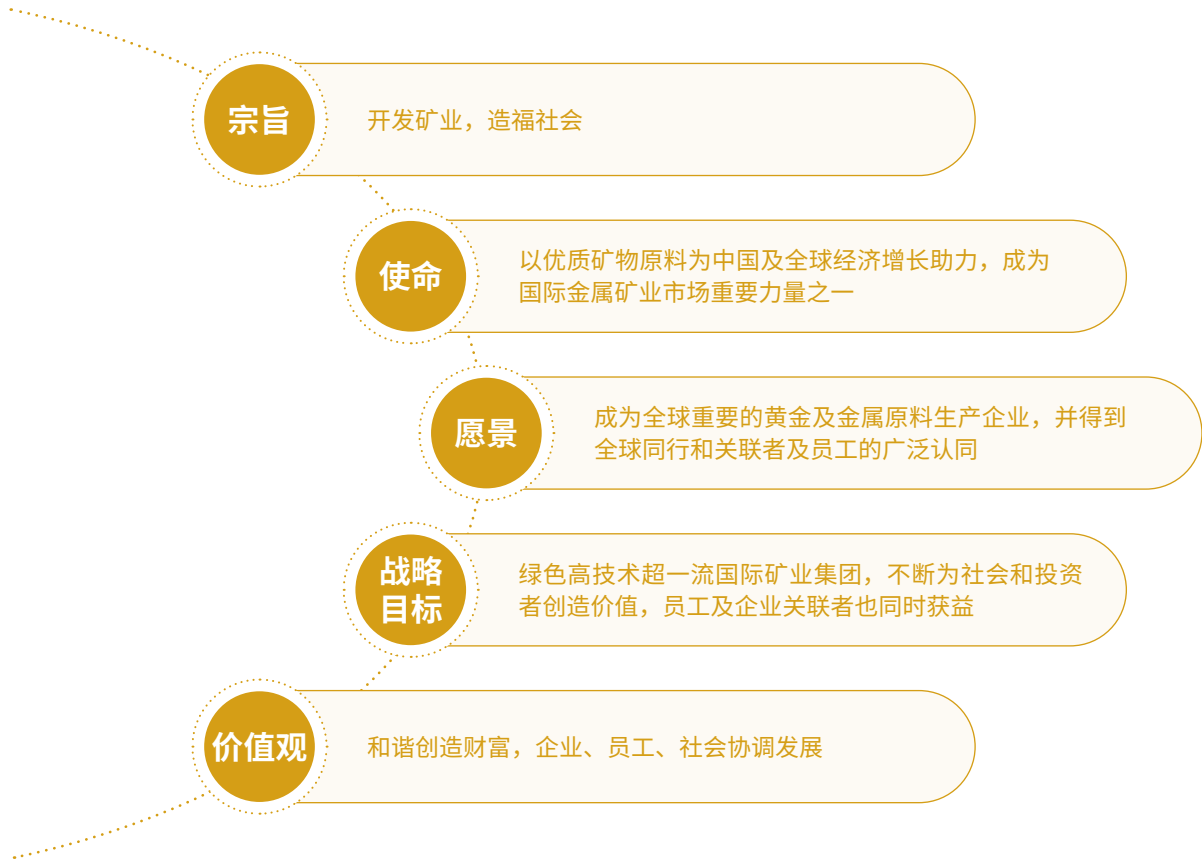 宗旨
开发矿业，造福社会
使命
以优质矿物原料为中国及全球经济增长助力，成为
国际金属矿业市场重要力量之一
愿景
成为全球重要的黄金及金属原料生产企业，并得到
全球同行和关联者及员工的广泛认同
战略
目标
绿色高技术超一流国际矿业集团，不断为社会和投资
者创造价值，员工及企业关联者也同时获益
价值观
和谐创造财富，企业、员工、社会协调发展